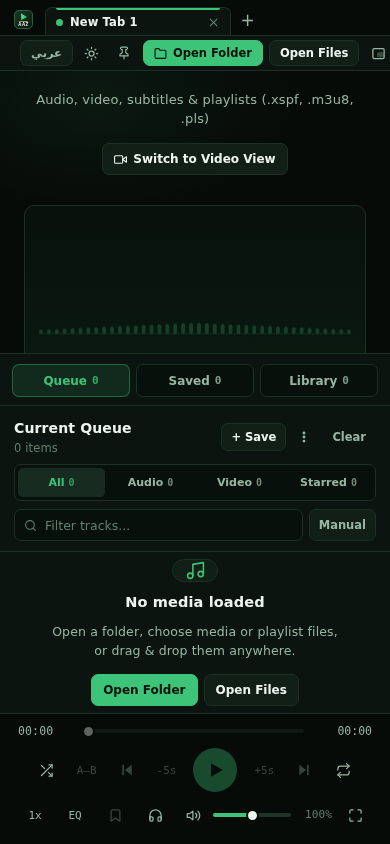 New Tab 1
عربي
Open Folder
Open Files
Audio, video, subtitles & playlists (.xspf, .m3u8,
.pls)
Switch to Video View
Queue 0
Saved 0
Library 0
Current Queue
0 items
+ Save
Clear
All 0
Audio 0
Video 0
Starred 0
Filter tracks...
Manual
No media loaded
Open a folder, choose media or playlist files,
or drag & drop them anywhere.
Open Folder
Open Files
00:00
00:00
A–B
-5s
+5s
1x
EQ
100%